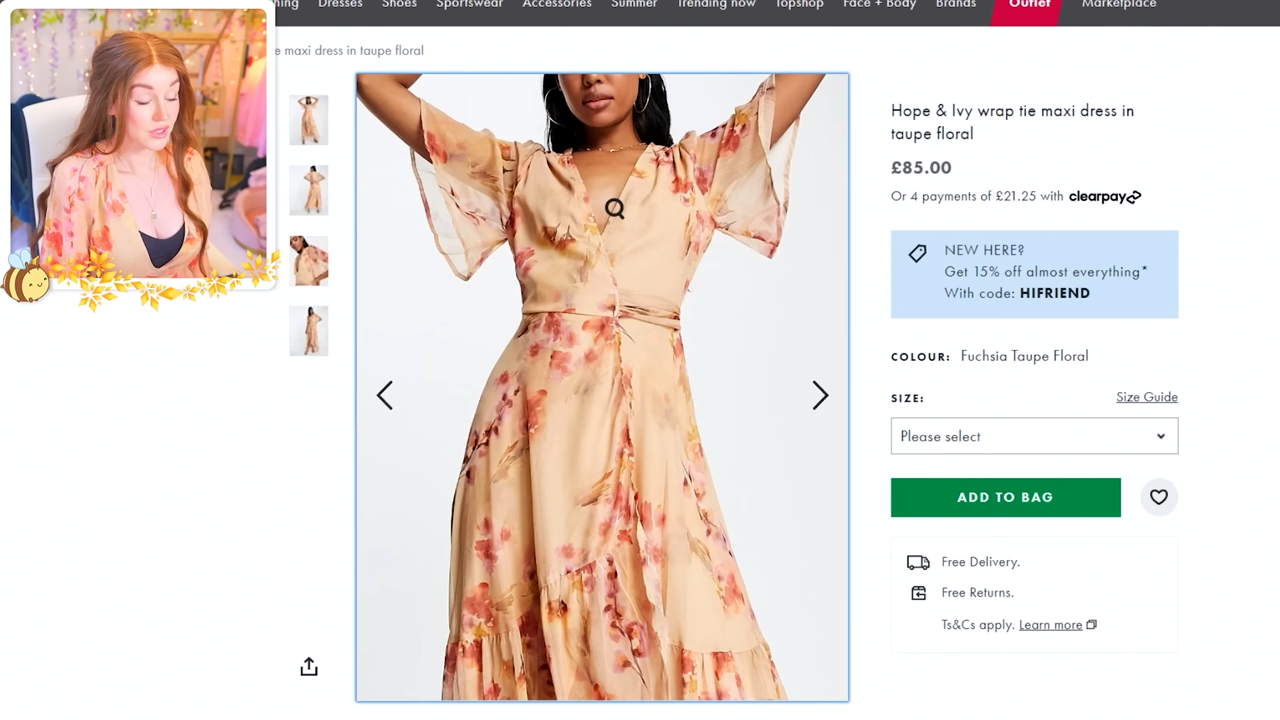 Dresses Shoes Sportswear Accessories Summer Trending now Topshop Face + Body Brands Outlet Marketplace
maxi dress in taupe floral
Hope & Ivy wrap tie maxi dress in
taupe floral
£85.00
Or 4 payments of £21.25 with clearpay
NEW HERE?
Get 15% off almost everything*
With code: HIFRIEND
COLOUR: Fuchsia Taupe Floral
SIZE: Size Guide
Please select
ADD TO BAG
Free Delivery.
Free Returns.
Ts&Cs apply. Learn more